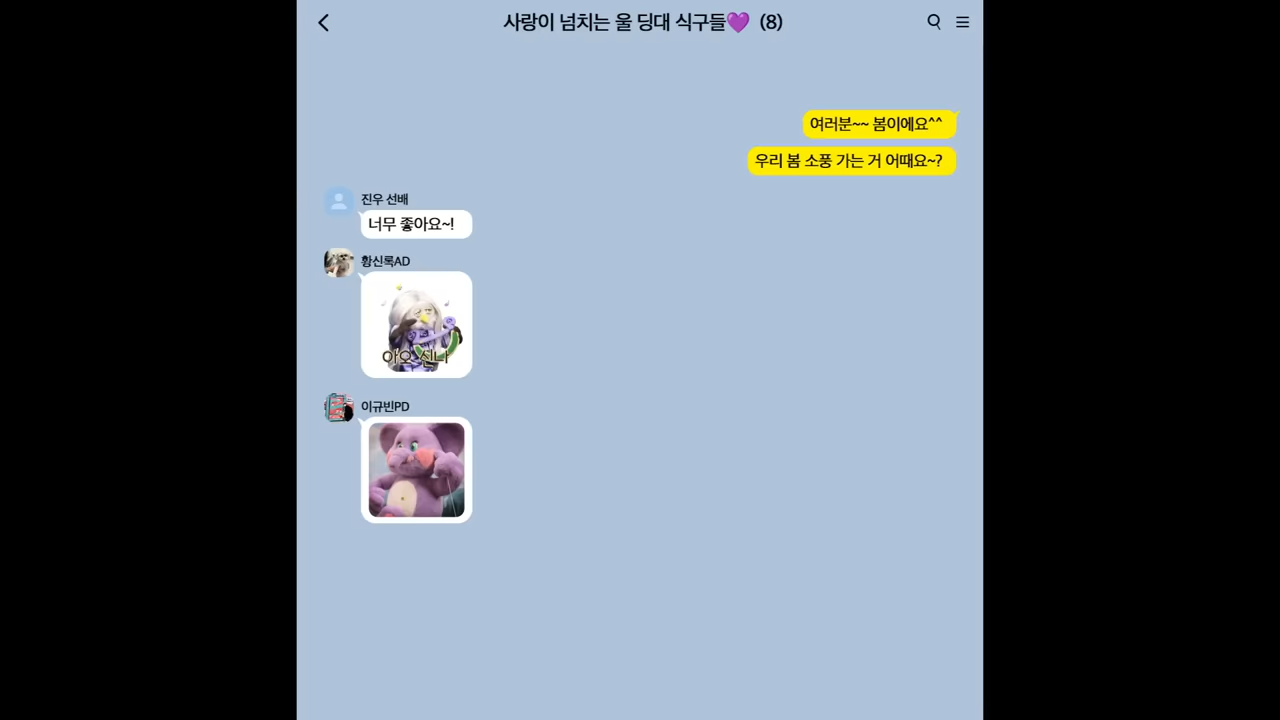 사랑이 넘치는 울 딩대 식구들💜 (8)
여러분~~ 봄이에요^^
우리 봄 소풍 가는 거 어때요~?
진우 선배
너무 좋아요~!
황신록AD
아오 신나
이규빈PD